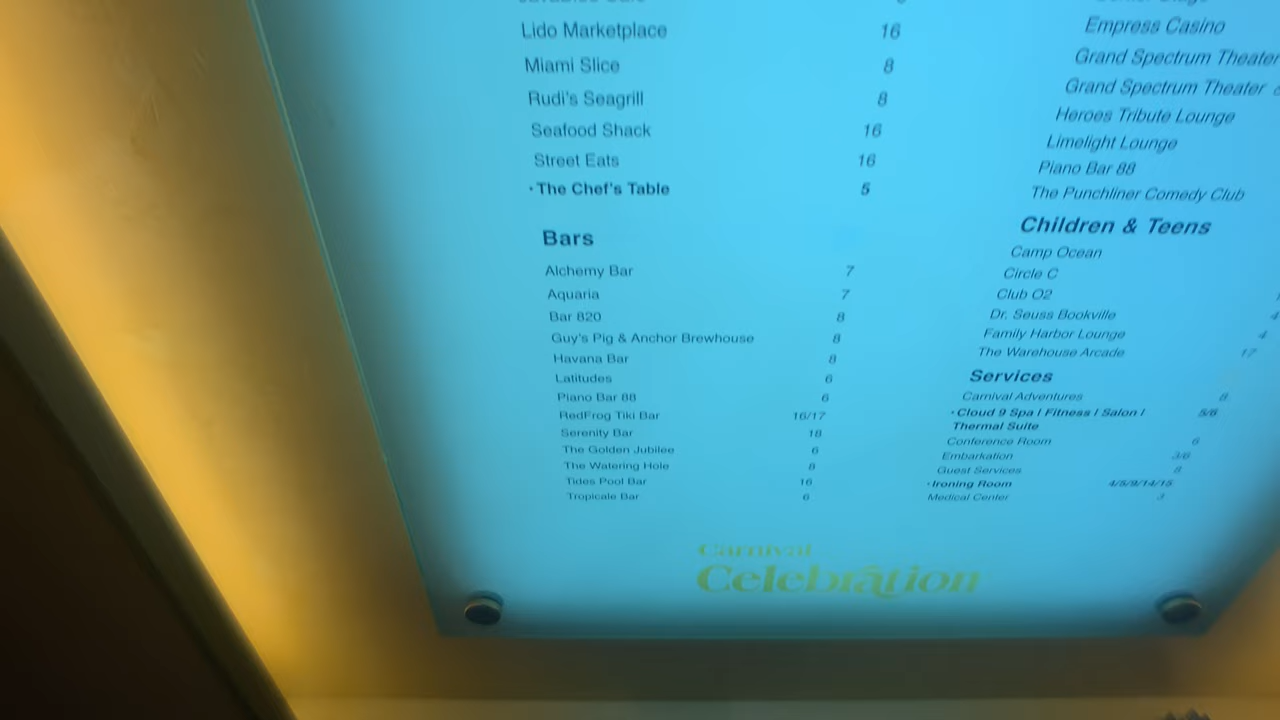 Lido Marketplace 16
Miami Slice 8
Rudi's Seagrill 8
Seafood Shack 16
Street Eats 16
·The Chef's Table 5
Bars
Alchemy Bar 7
Aquaria 7
Bar 820 8
Guy's Pig & Anchor Brewhouse 8
Havana Bar 8
Latitudes 6
Piano Bar 88 6
RedFrog Tiki Bar 16/17
Serenity Bar 18
The Golden Jubilee 6
The Watering Hole 8
Tides Pool Bar 16
Tropicale Bar 6
Empress Casino
Grand Spectrum Theater
Grand Spectrum Theater
Heroes Tribute Lounge
Limelight Lounge
Piano Bar 88
The Punchliner Comedy Club
Children & Teens
Camp Ocean
Circle C
Club O2
Dr. Seuss Bookville 4
Family Harbor Lounge 4
The Warehouse Arcade 17
Services
Carnival Adventures 8
·Cloud 9 Spa / Fitness / Salon / 5/6
Thermal Suite
Conference Room 6
Embarkation 3/6
Guest Services 8
·Ironing Room 4/5/9/14/15
Medical Center 3
Carnival
Celebration